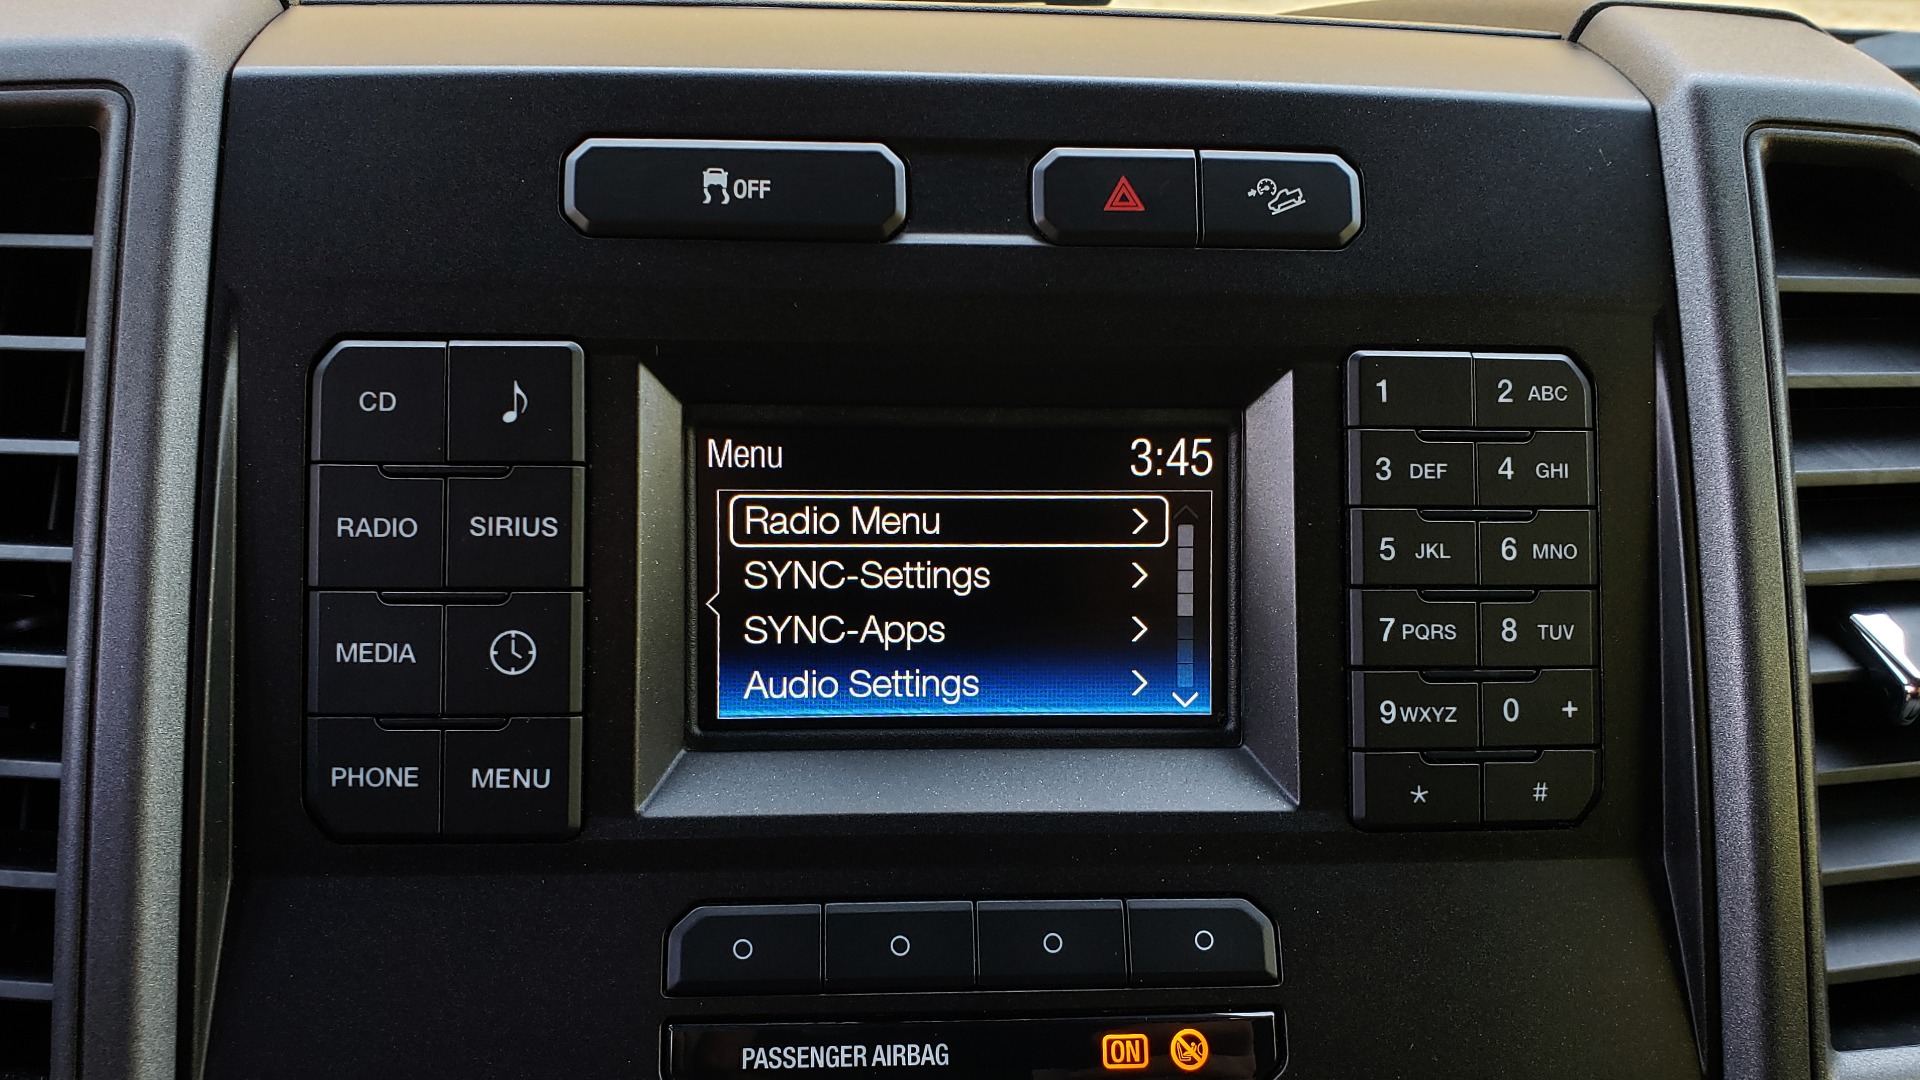 OFF
CD
RADIO SIRIUS
MEDIA
PHONE MENU
Menu 3:45
Radio Menu >
SYNC-Settings >
SYNC-Apps >
Audio Settings >
1 2 ABC
3 DEF 4 GHI
5 JKL 6 MNO
7 PQRS 8 TUV
9 WXYZ 0 +
* #
PASSENGER AIRBAG ON